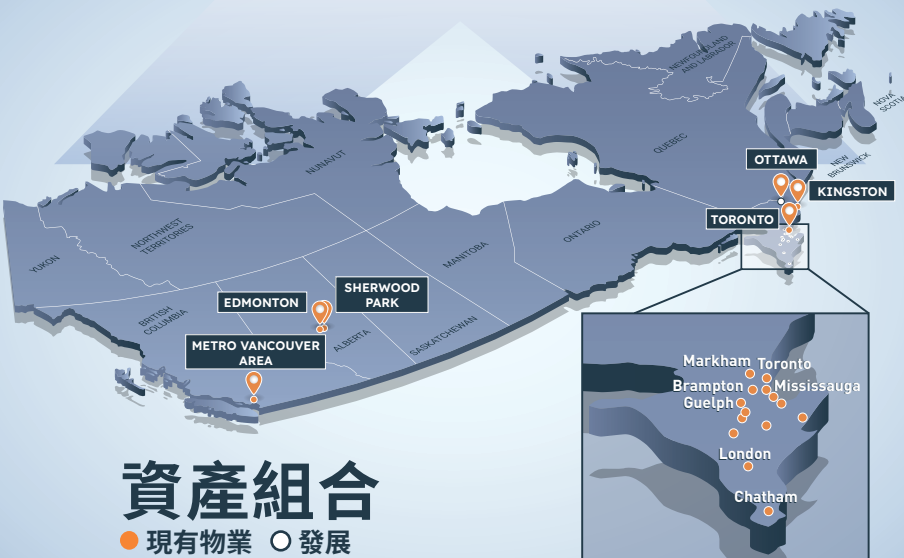 NEWFOUNDLAND
AND LABRADOR
NOVA
SCOTIA
QUEBEC
NEW
BRUNSWICK
OTTAWA
KINGSTON
TORONTO
NUNAVUT
NORTHWEST
TERRITORIES
YUKON
ONTARIO
MANITOBA
BRITISH
COLUMBIA
EDMONTON
SHERWOOD
PARK
ALBERTA
SASKATCHEWAN
METRO VANCOUVER
AREA
Markham
Toronto
Brampton
Mississauga
Guelph
London
Chatham
資產組合
現有物業
發展